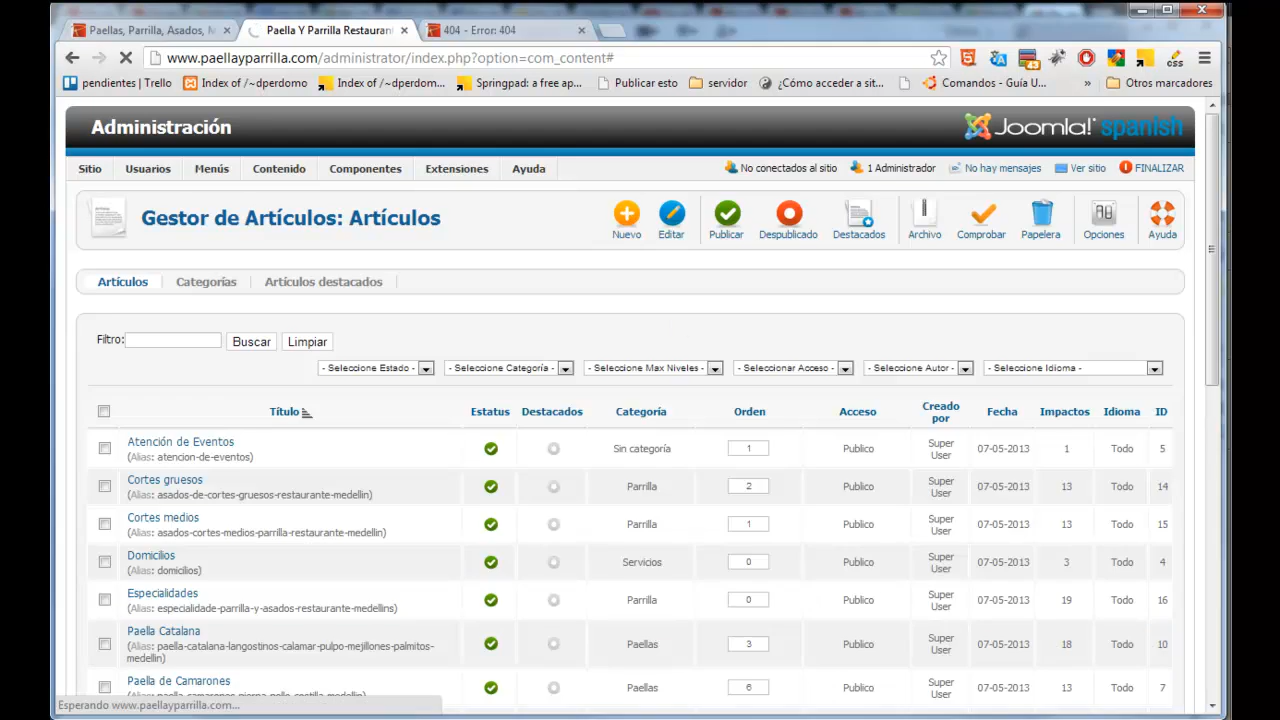 Paellas, Parrilla, Asados, M
Paella Y Parrilla Restauran
404 - Error: 404
www.paellayparrilla.com/administrator/index.php?option=com_content#
pendientes | Trello
Index of /~dperdomo
Index of /~dperdom...
Springpad: a free ap...
Publicar esto
servidor
¿Cómo acceder a sit...
Comandos - Guía U...
»
Otros marcadores
Administración
Joomla! spanish
Sitio
Usuarios
Menús
Contenido
Componentes
Extensiones
Ayuda
No conectados al sitio
1 Administrador
No hay mensajes
Ver sitio
FINALIZAR
Gestor de Artículos: Artículos
Nuevo
Editar
Publicar
Despublicado
Destacados
Archivo
Comprobar
Papelera
Opciones
Ayuda
Artículos
Categorías
Artículos destacados
Filtro:
Buscar
Limpiar
- Seleccione Estado -
- Seleccione Categoría -
- Seleccione Max Niveles -
- Seleccionar Acceso -
- Seleccione Autor -
- Seleccione Idioma -
Título Estatus Destacados Categoría Orden Acceso Creado por Fecha Impactos Idioma ID
Atención de Eventos Sin categoría 1 Publico Super User 07-05-2013 1 Todo 5
(Alias: atencion-de-eventos)
Cortes gruesos Parrilla 2 Publico Super User 07-05-2013 13 Todo 14
(Alias: asados-de-cortes-gruesos-restaurante-medellin)
Cortes medios Parrilla 1 Publico Super User 07-05-2013 13 Todo 15
(Alias: asados-cortes-medios-parrilla-restaurante-medellin)
Domicilios Servicios 0 Publico Super User 07-05-2013 3 Todo 4
(Alias: domicilios)
Especialidades Parrilla 0 Publico Super User 07-05-2013 19 Todo 16
(Alias: especialidade-parrilla-y-asados-restaurante-medellins)
Paella Catalana Paellas 3 Publico Super User 07-05-2013 18 Todo 10
(Alias: paella-catalana-langostinos-calamar-pulpo-mejillones-palmitos-
medellin)
Paella de Camarones Paellas 6 Publico Super User 07-05-2013 13 Todo 7
(Alias: paella-camarones-pierna-pollo-costilla-medellin)
Esperando www.paellayparrilla.com...